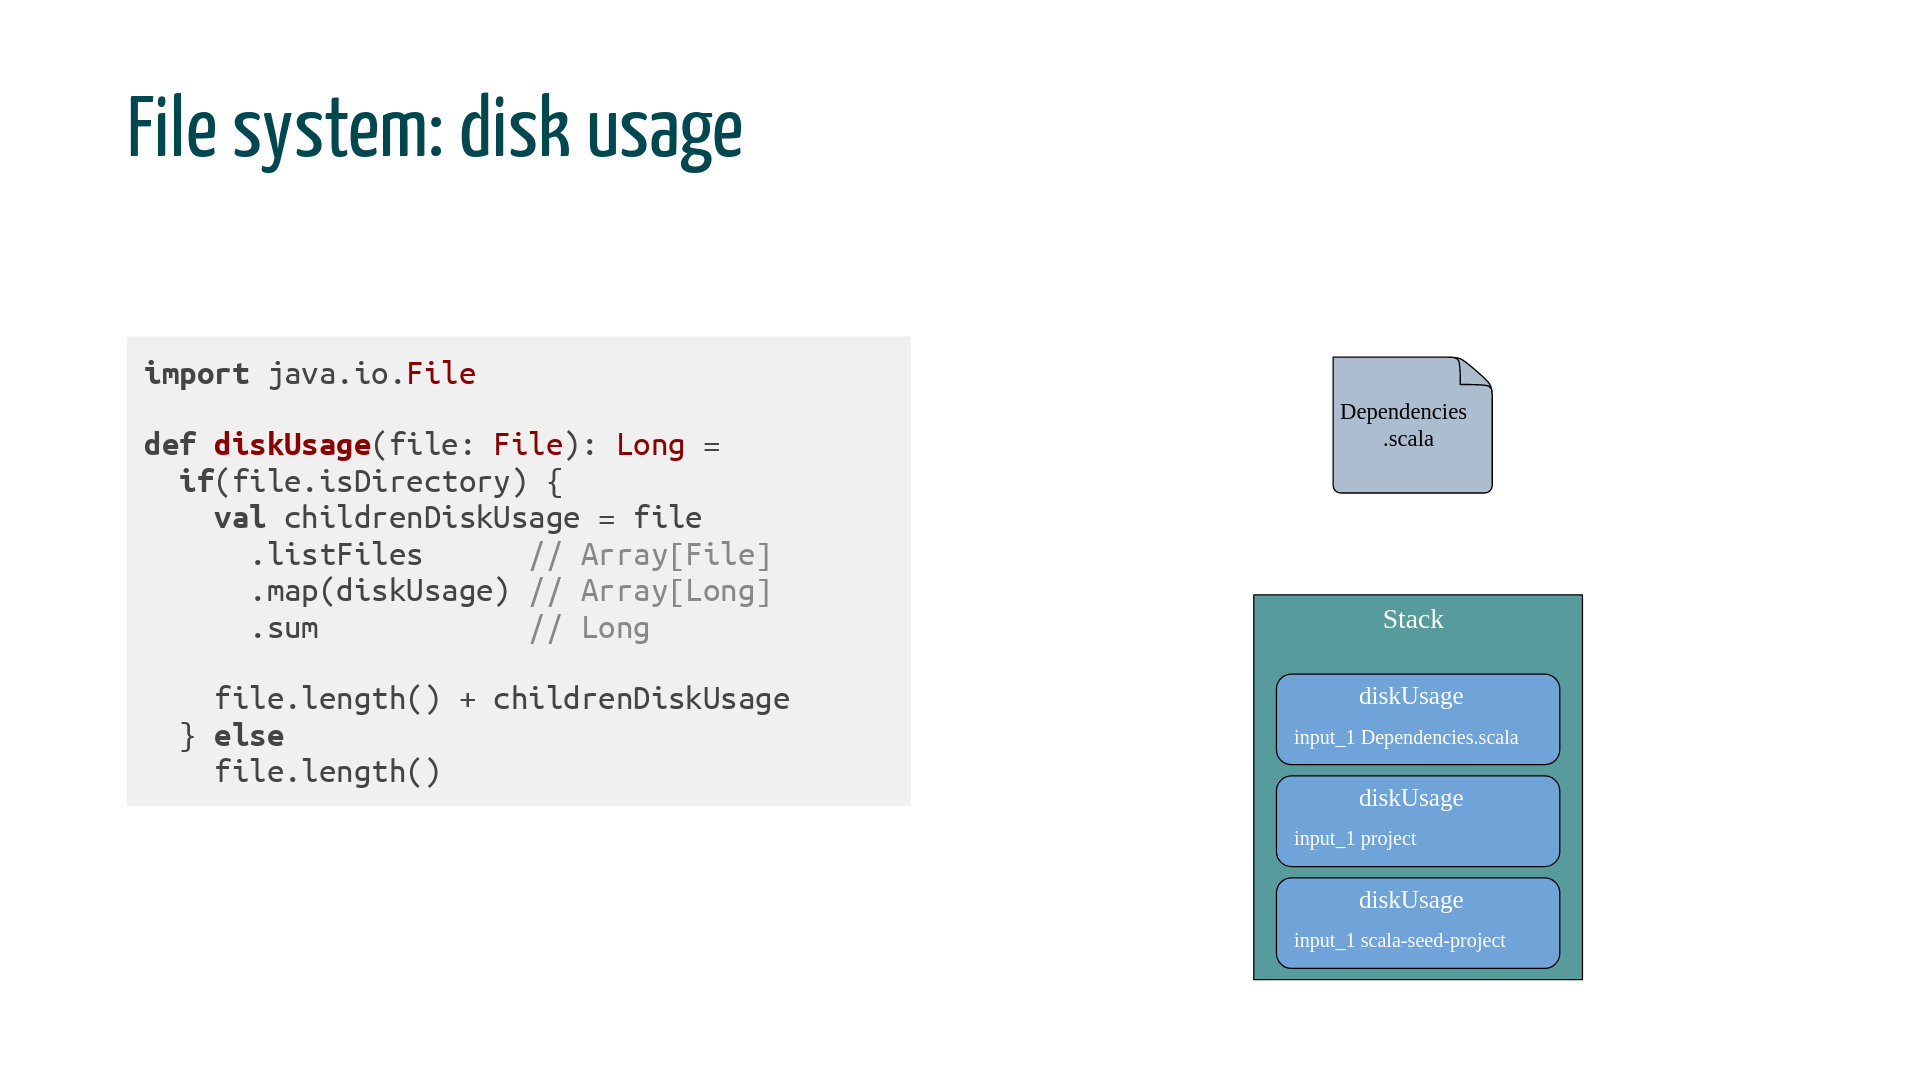 File system: disk usage
import java.io.File
def diskUsage(file: File): Long =
  if(file.isDirectory) {
    val childrenDiskUsage = file
      .listFiles      // Array[File]
      .map(diskUsage) // Array[Long]
      .sum            // Long
    file.length() + childrenDiskUsage
  } else
    file.length()
Dependencies
.scala
Stack
diskUsage
input_1 Dependencies.scala
diskUsage
input_1 project
diskUsage
input_1 scala-seed-project